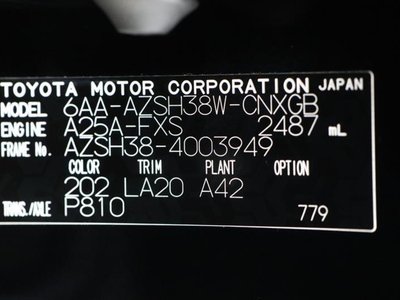 TOYOTA MOTOR CORPORATION JAPAN
MODEL 6AA-AZSH38W-CNXGB
ENGINE A25A-FXS 2487 mL
FRAME No. AZSH38-4003949
COLOR TRIM PLANT OPTION
202 LA20 A42
TRANS./AXLE P810 779